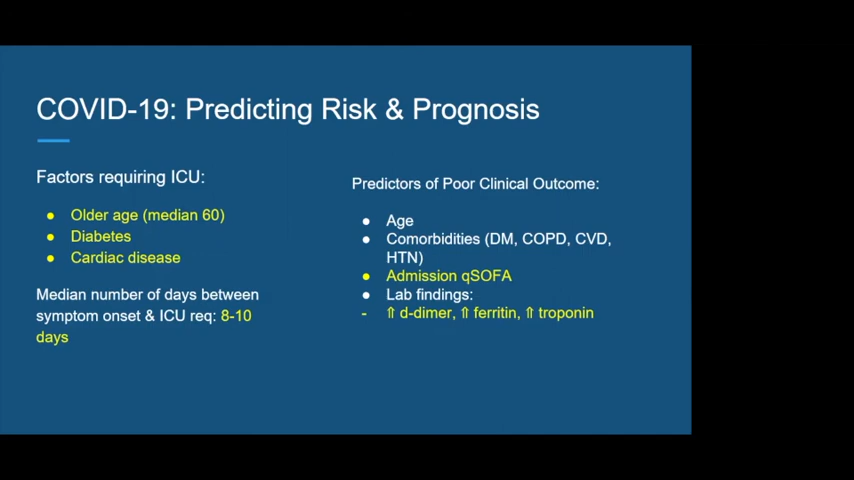 COVID-19: Predicting Risk & Prognosis
Factors requiring ICU:
● Older age (median 60)
● Diabetes
● Cardiac disease
Median number of days between
symptom onset & ICU req: 8-10
days
Predictors of Poor Clinical Outcome:
● Age
● Comorbidities (DM, COPD, CVD,
HTN)
● Admission qSOFA
● Lab findings:
- ⇑ d-dimer, ⇑ ferritin, ⇑ troponin